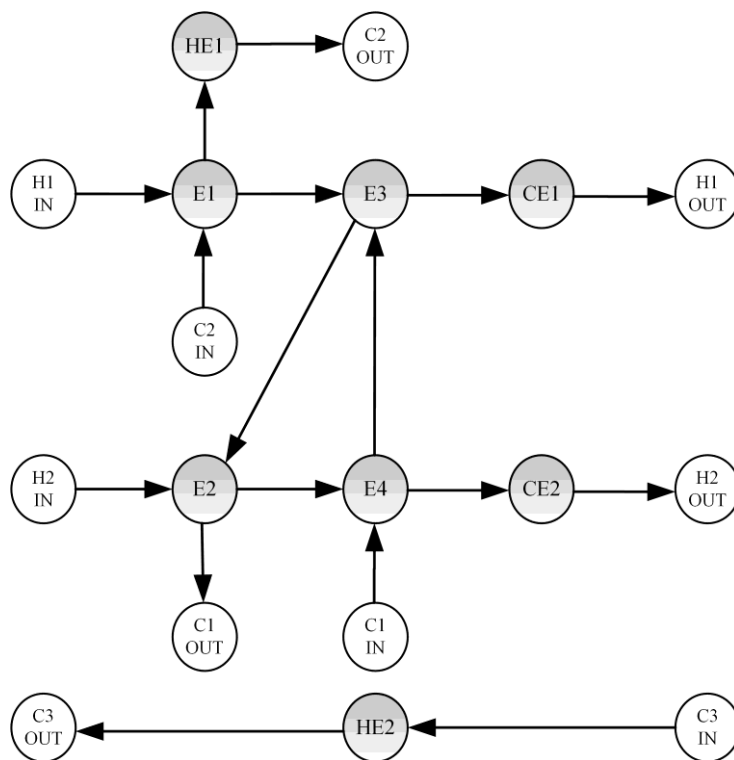 HE1
C2
OUT
H1
IN
E1
E3
CE1
H1
OUT
C2
IN
H2
IN
E2
E4
CE2
H2
OUT
C1
OUT
C1
IN
C3
OUT
HE2
C3
IN